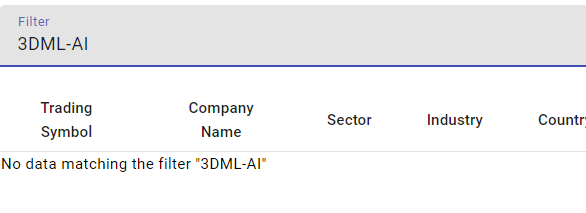 Filter
3DML-AI
Trading
Symbol
Company
Name
Sector
Industry
Country
No data matching the filter "3DML-AI"